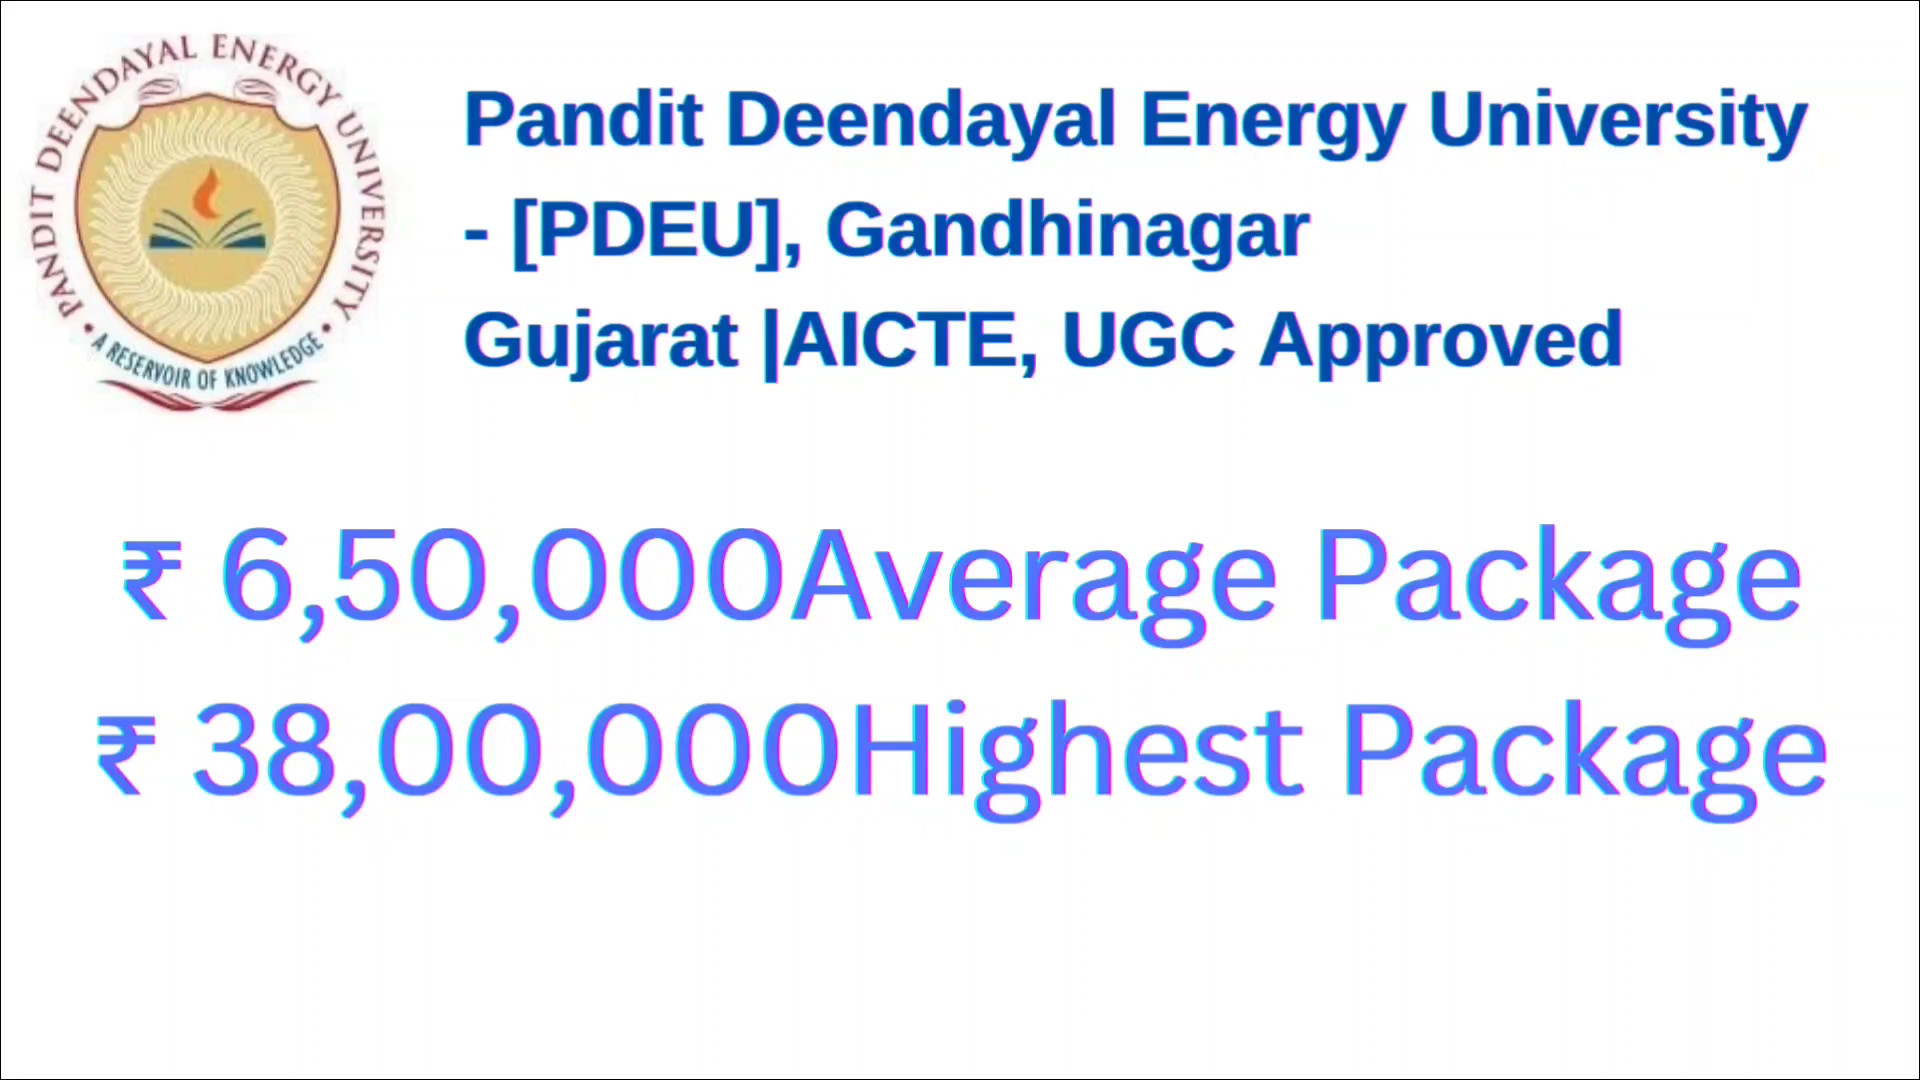 PANDIT DEENDAYAL ENERGY UNIVERSITY
A RESERVOIR OF KNOWLEDGE
Pandit Deendayal Energy University
- [PDEU], Gandhinagar
Gujarat |AICTE, UGC Approved
₹ 6,50,000Average Package
₹ 38,00,000Highest Package